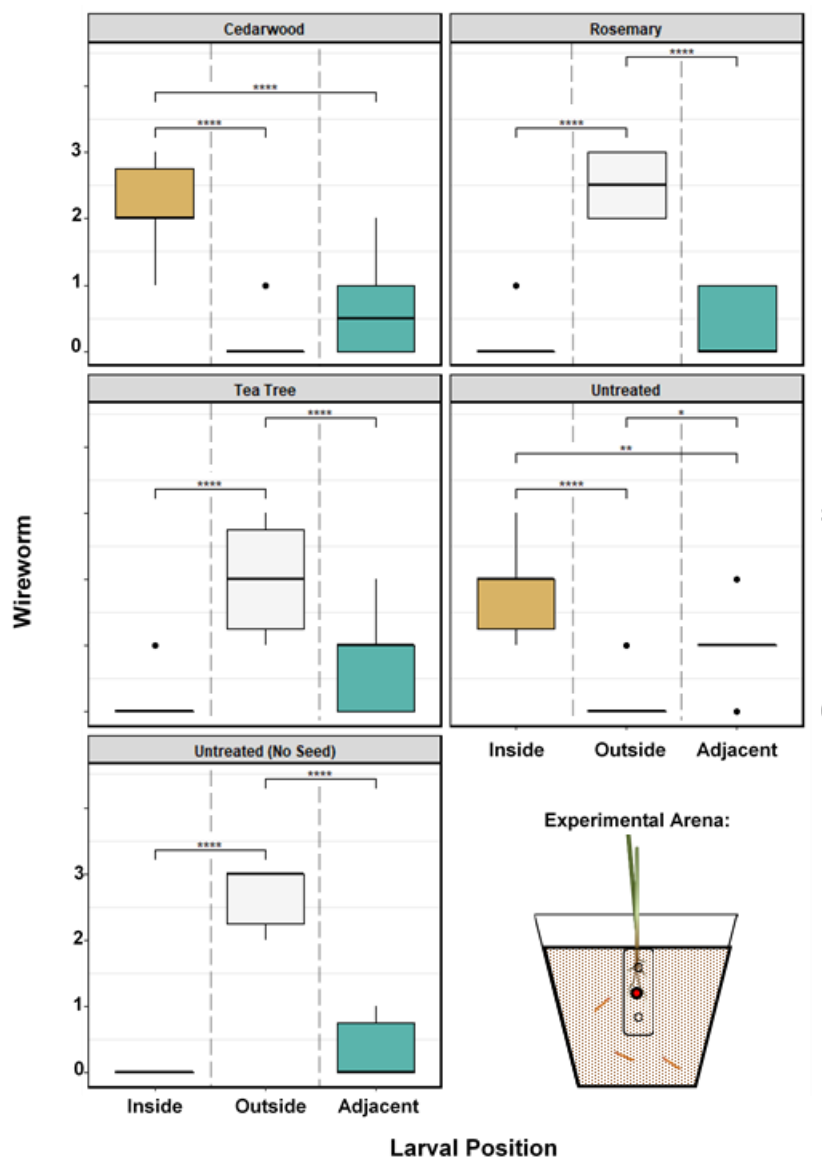 Cedarwood
Rosemary
****
****
****
****
3
2
1
0
Tea Tree
Untreated
****
****
*
**
****
Wireworm
Inside
Outside
Adjacent
Untreated (No Seed)
****
****
3
2
1
0
Inside
Outside
Adjacent
Experimental Arena:
Larval Position